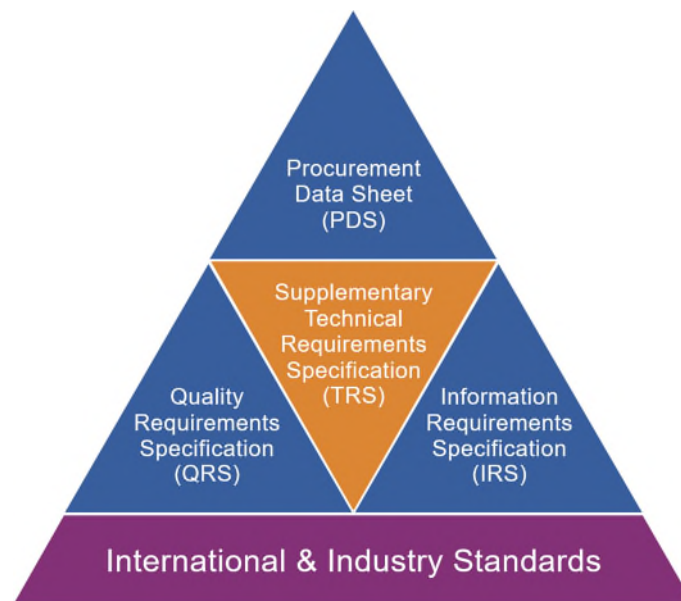 Procurement
Data Sheet
(PDS)
Supplementary
Technical
Requirements
Specification
(TRS)
Quality
Requirements
Specification
(QRS)
Information
Requirements
Specification
(IRS)
International & Industry Standards